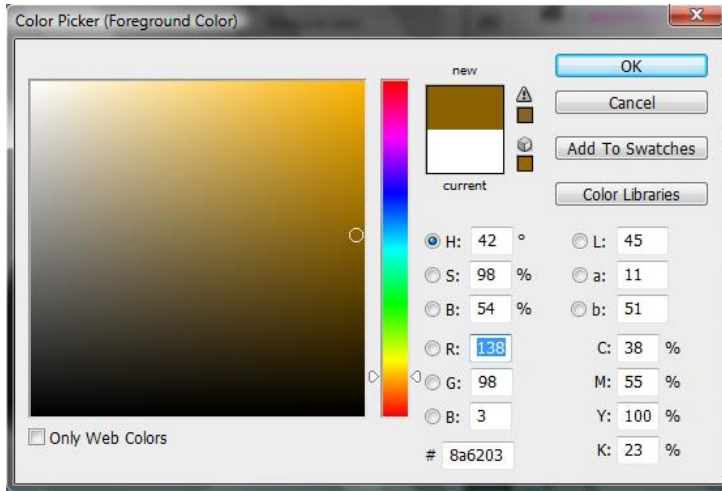 Color Picker (Foreground Color)
new
current
OK
Cancel
Add To Swatches
Color Libraries
H: 42 °
S: 98 %
B: 54 %
R: 138
G: 98
B: 3
# 8a6203
L: 45
a: 11
b: 51
C: 38 %
M: 55 %
Y: 100 %
K: 23 %
Only Web Colors